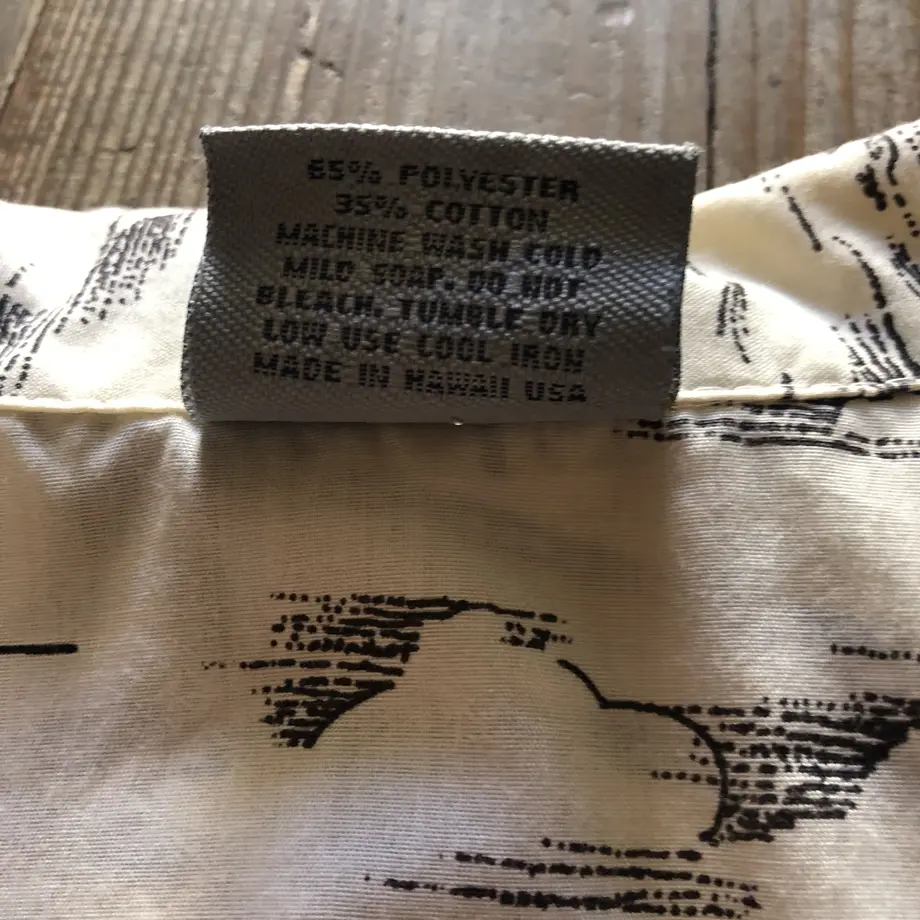 65% POLYESTER
35% COTTON
MACHINE WASH COLD
MILD SOAP. DO NOT
BLEACH. TUMBLE DRY
LOW USE COOL IRON
MADE IN HAWAII USA